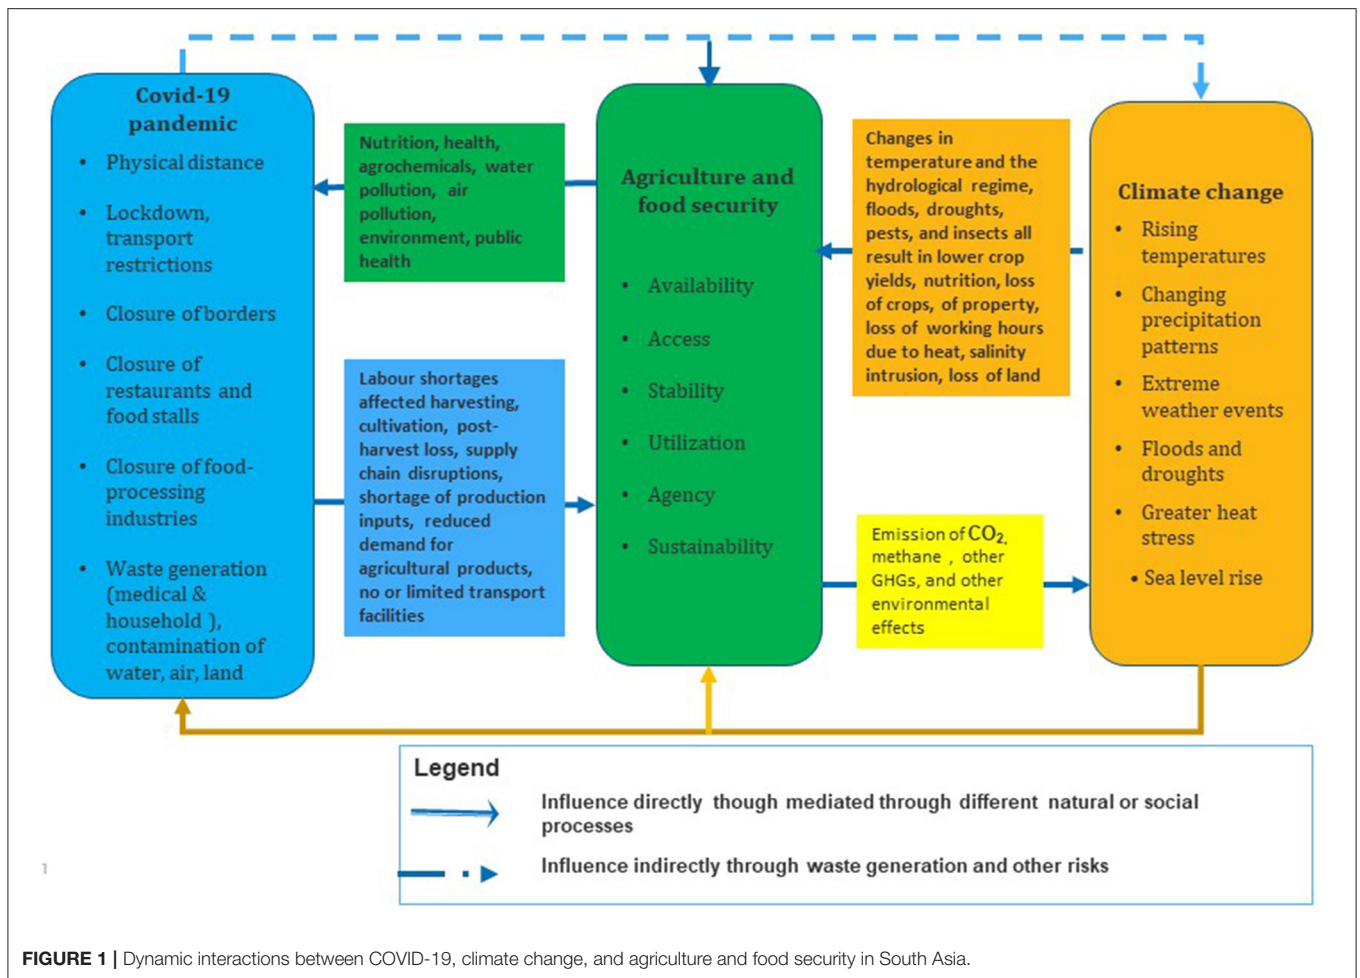 Covid-19
pandemic
• Physical distance
• Lockdown,
transport
restrictions
• Closure of borders
• Closure of
restaurants and
food stalls
• Closure of food-
processing
industries
• Waste generation
(medical &
household ),
contamination of
water, air, land
Nutrition, health,
agrochemicals, water
pollution, air
pollution,
environment, public
health
Labour shortages
affected harvesting,
cultivation, post-
harvest loss, supply
chain disruptions,
shortage of production
inputs, reduced
demand for
agricultural products,
no or limited transport
facilities
Agriculture and
food security
• Availability
• Access
• Stability
• Utilization
• Agency
• Sustainability
Changes in
temperature and the
hydrological regime,
floods, droughts,
pests, and insects all
result in lower crop
yields, nutrition, loss
of crops, of property,
loss of working hours
due to heat, salinity
intrusion, loss of land
Emission of CO2,
methane , other
GHGs, and other
environmental
effects
Climate change
• Rising
temperatures
• Changing
precipitation
patterns
• Extreme
weather events
• Floods and
droughts
• Greater heat
stress
• Sea level rise
Legend
Influence directly though mediated through different natural or social
processes
Influence indirectly through waste generation and other risks
1
FIGURE 1 | Dynamic interactions between COVID-19, climate change, and agriculture and food security in South Asia.